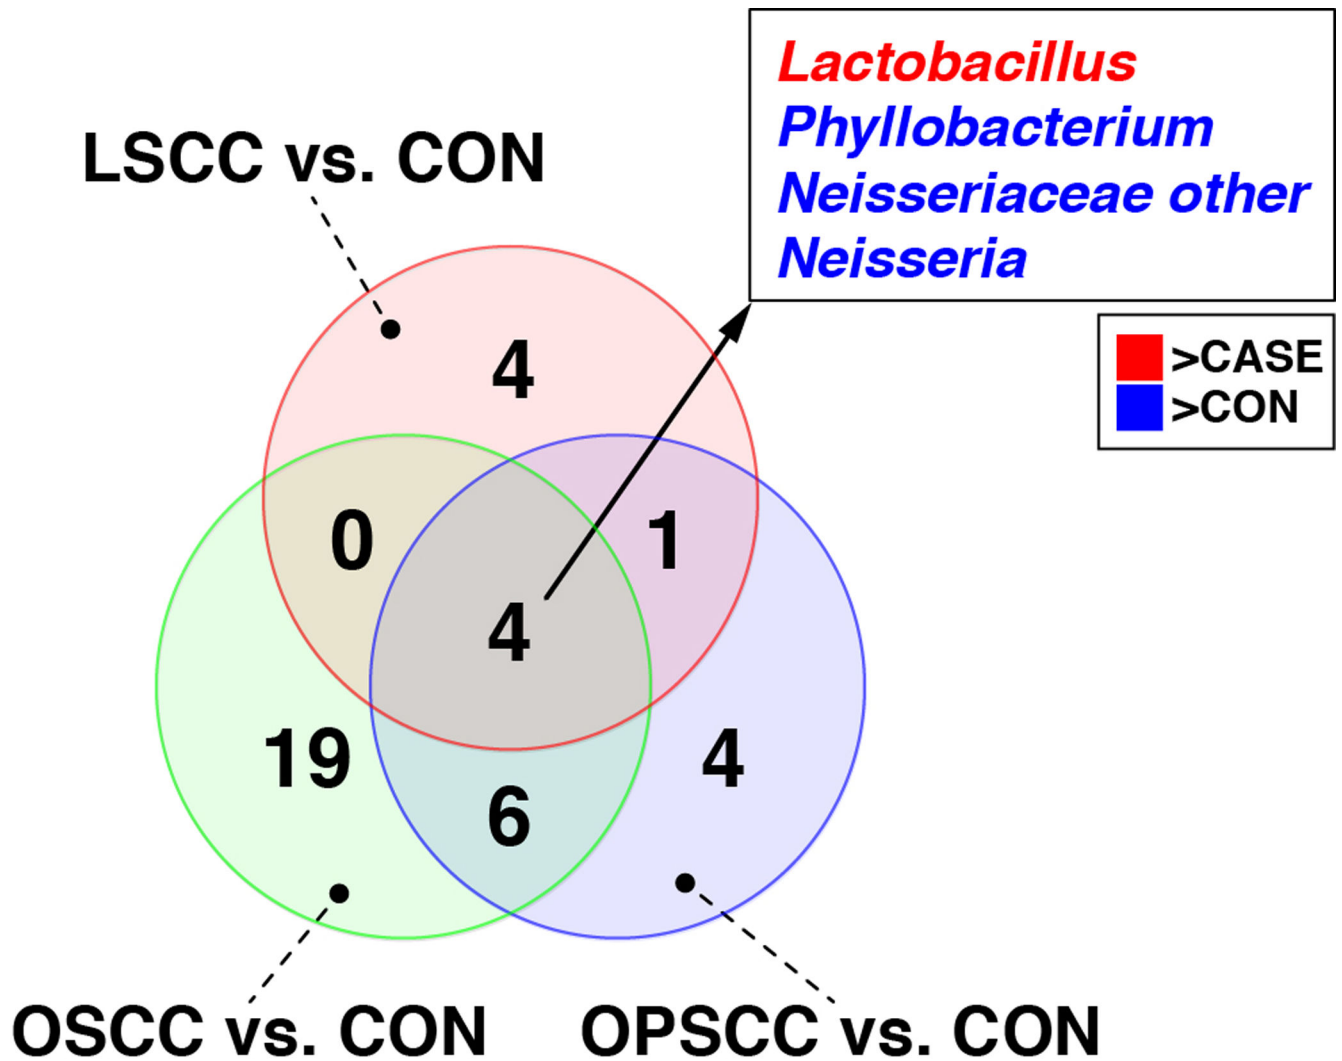 Lactobacillus
Phyllobacterium
Neisseriaceae other
Neisseria
LSCC vs. CON
>CASE
>CON
4
0
1
4
19
4
6
OSCC vs. CON
OPSCC vs. CON